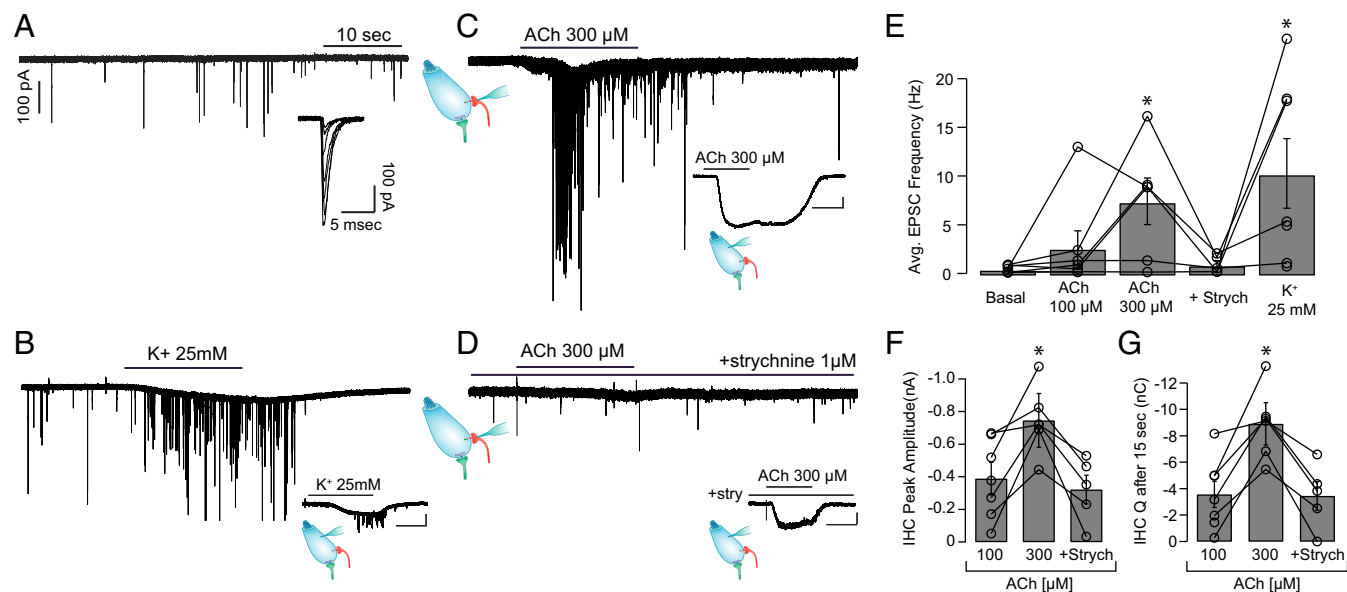 A
10 sec
100 pA
100 pA
5 msec
C
ACh 300 µM
ACh 300 µM
E
*
*
Avg. EPSC Frequency (Hz)
20
15
10
5
0
Basal
ACh
100 µM
ACh
300 µM
+ Strych
K+
25 mM
B
K+ 25mM
K+ 25mM
D
ACh 300 µM
+strychnine 1µM
ACh 300 µM
+stry
F
*
IHC Peak Amplitude(nA)
-1.0
-0.8
-0.6
-0.4
-0.2
0
100
300
+Strych
ACh [µM]
G
*
IHC Q after 15 sec (nC)
-12
-10
-8
-6
-4
-2
0
100
300
+Strych
ACh [µM]